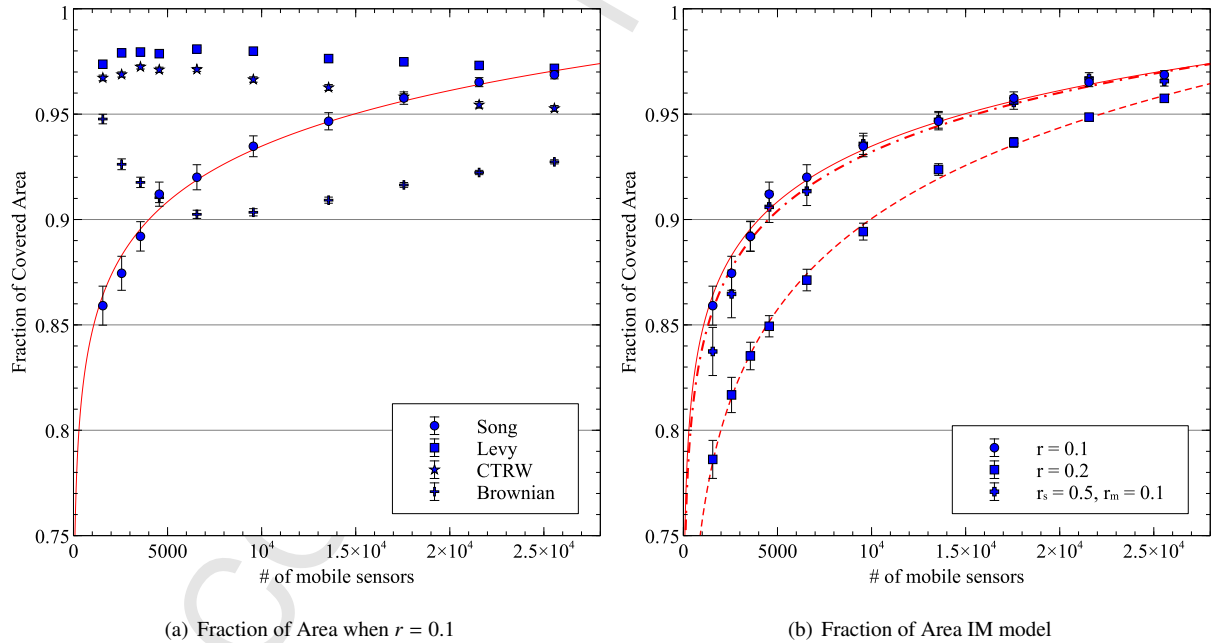 1
0.95
0.9
0.85
0.8
0.75
Fraction of Covered Area
0
5000
10⁴
1.5×10⁴
2×10⁴
2.5×10⁴
# of mobile sensors
Song
Levy
CTRW
Brownian
(a) Fraction of Area when r = 0.1
1
0.95
0.9
0.85
0.8
0.75
Fraction of Covered Area
0
5000
10⁴
1.5×10⁴
2×10⁴
2.5×10⁴
# of mobile sensors
r = 0.1
r = 0.2
rₛ = 0.5, rₘ = 0.1
(b) Fraction of Area IM model